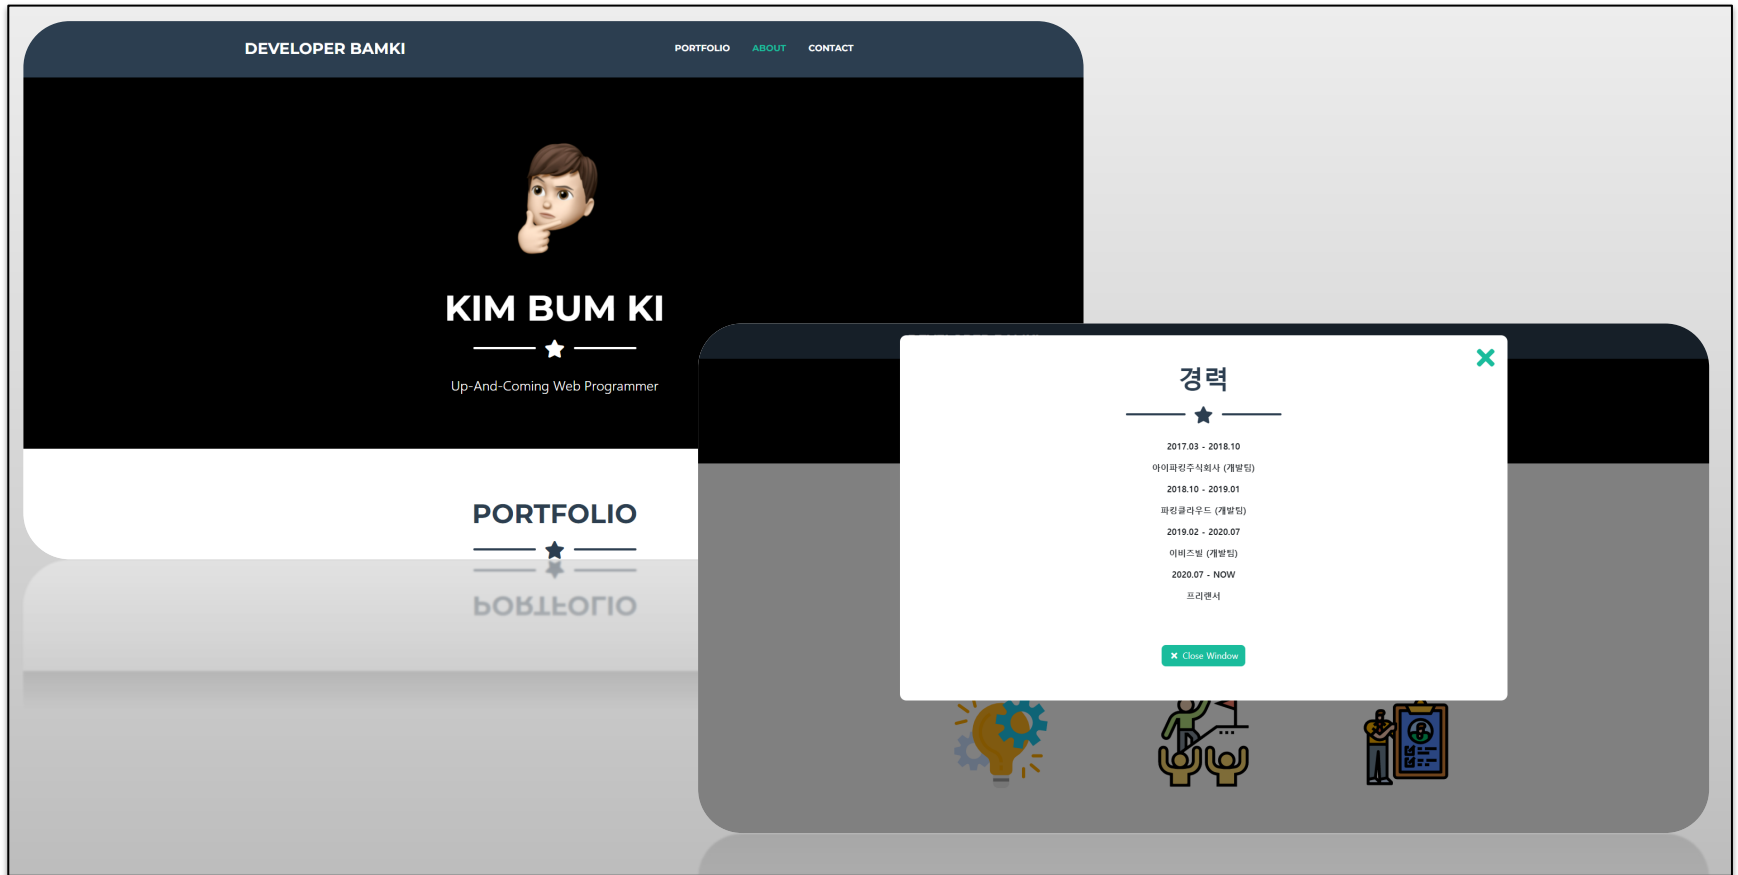 DEVELOPER BAMKI
PORTFOLIO ABOUT CONTACT
KIM BUM KI
Up-And-Coming Web Programmer
PORTFOLIO
PORTFOLIO
경력
2017.03 - 2018.10
아이파킹주식회사 (개발팀)
2018.10 - 2019.01
파킹클라우드 (개발팀)
2019.02 - 2020.07
이비즈빌 (개발팀)
2020.07 - NOW
프리랜서
Close Window